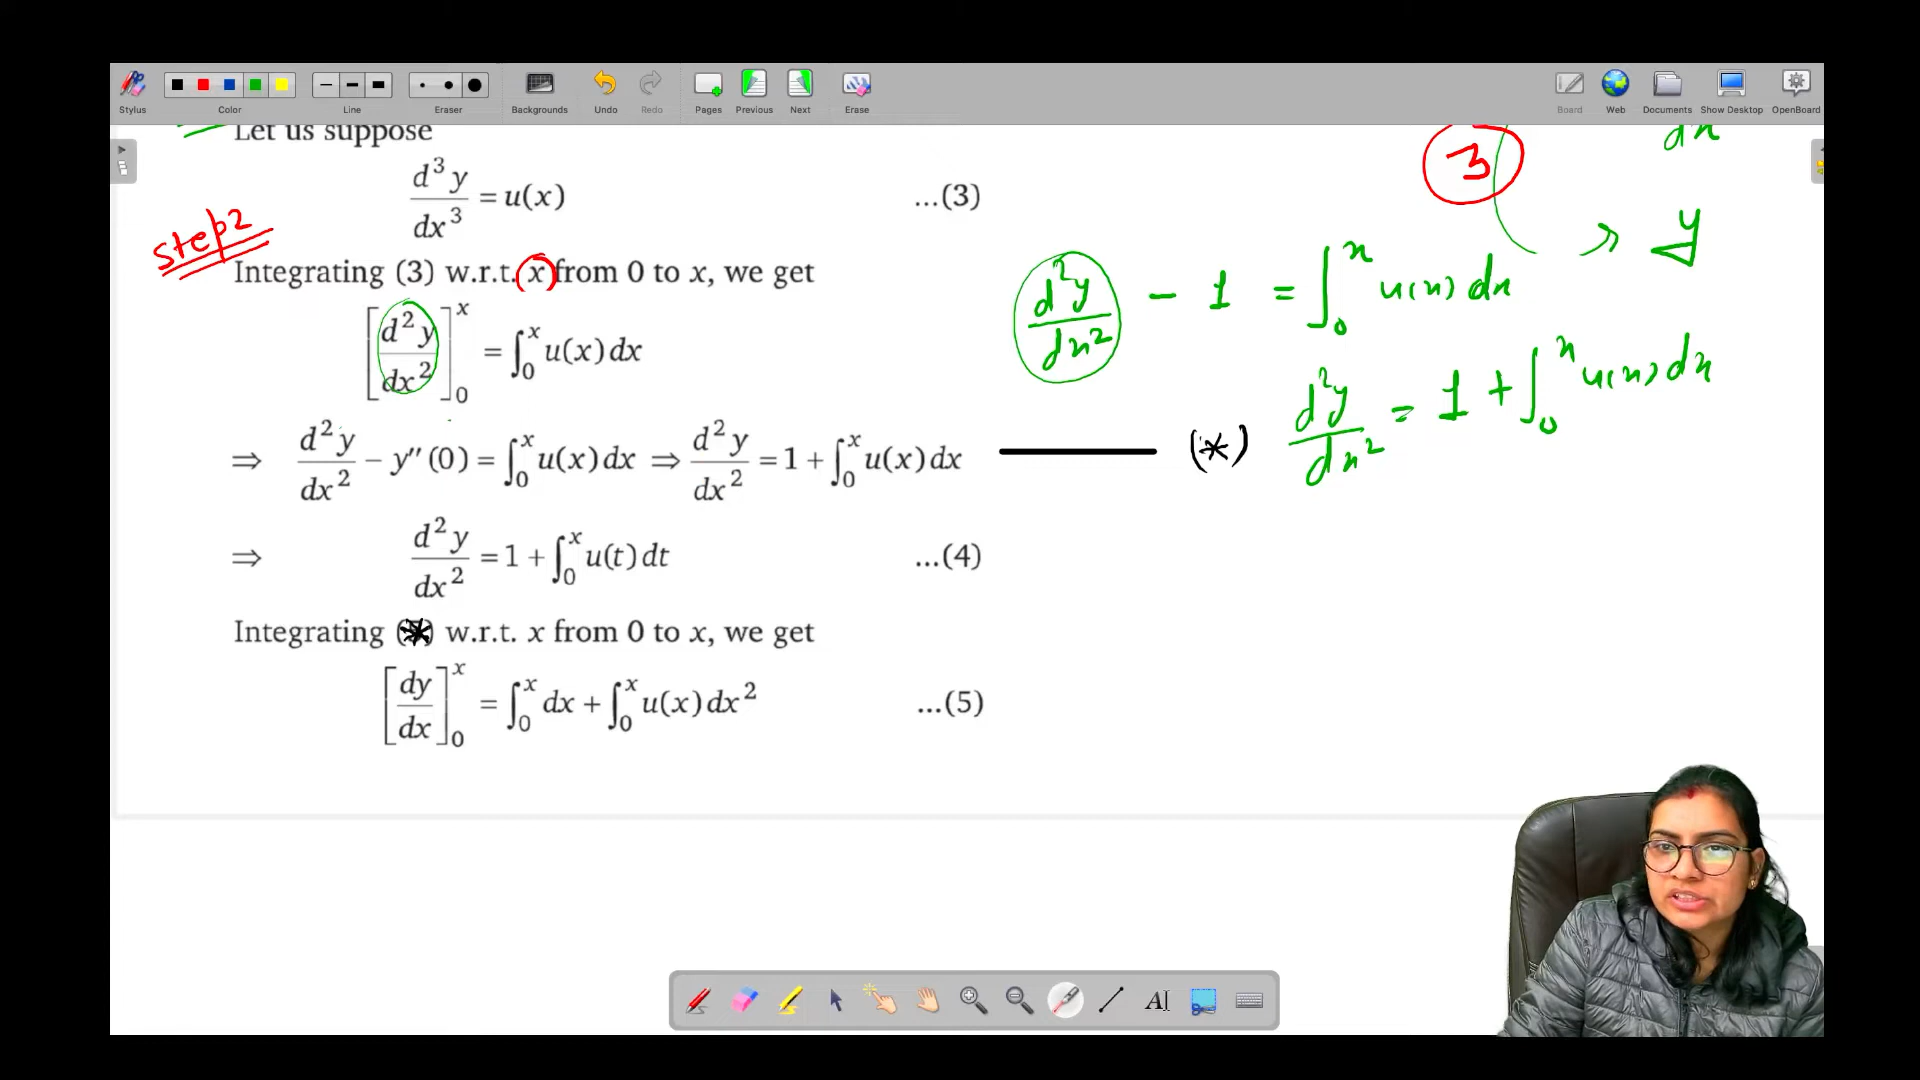 Stylus Color Line Eraser Backgrounds Undo Redo Pages Previous Next Erase Board Web Documents Show Desktop OpenBoard
Let us suppose
d³y/dx³ = u(x) ...(3)
step2
Integrating (3) w.r.t. x from 0 to x, we get
[d²y/dx²]₀ˣ = ∫₀ˣ u(x) dx
⇒ d²y/dx² − y″(0) = ∫₀ˣ u(x) dx ⇒ d²y/dx² = 1 + ∫₀ˣ u(x) dx (*)
⇒ d²y/dx² = 1 + ∫₀ˣ u(t) dt ...(4)
Integrating (*) w.r.t. x from 0 to x, we get
[dy/dx]₀ˣ = ∫₀ˣ dx + ∫₀ˣ u(x) dx² ...(5)
3
dx
y
d²y/dx² − 1 = ∫₀ˣ u(x) dx
d²y/dx² = 1 + ∫₀ˣ u(x) dx